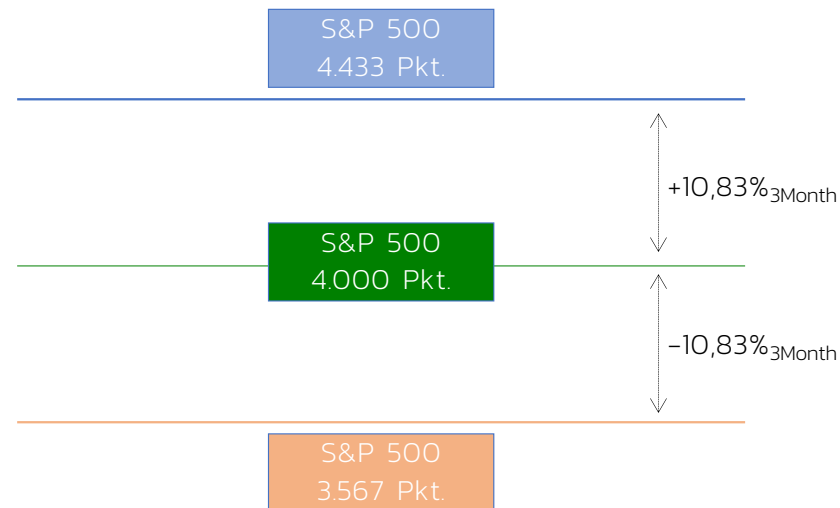 S&P 500
4.433 Pkt.
+10,83%3Month
S&P 500
4.000 Pkt.
-10,83%3Month
S&P 500
3.567 Pkt.